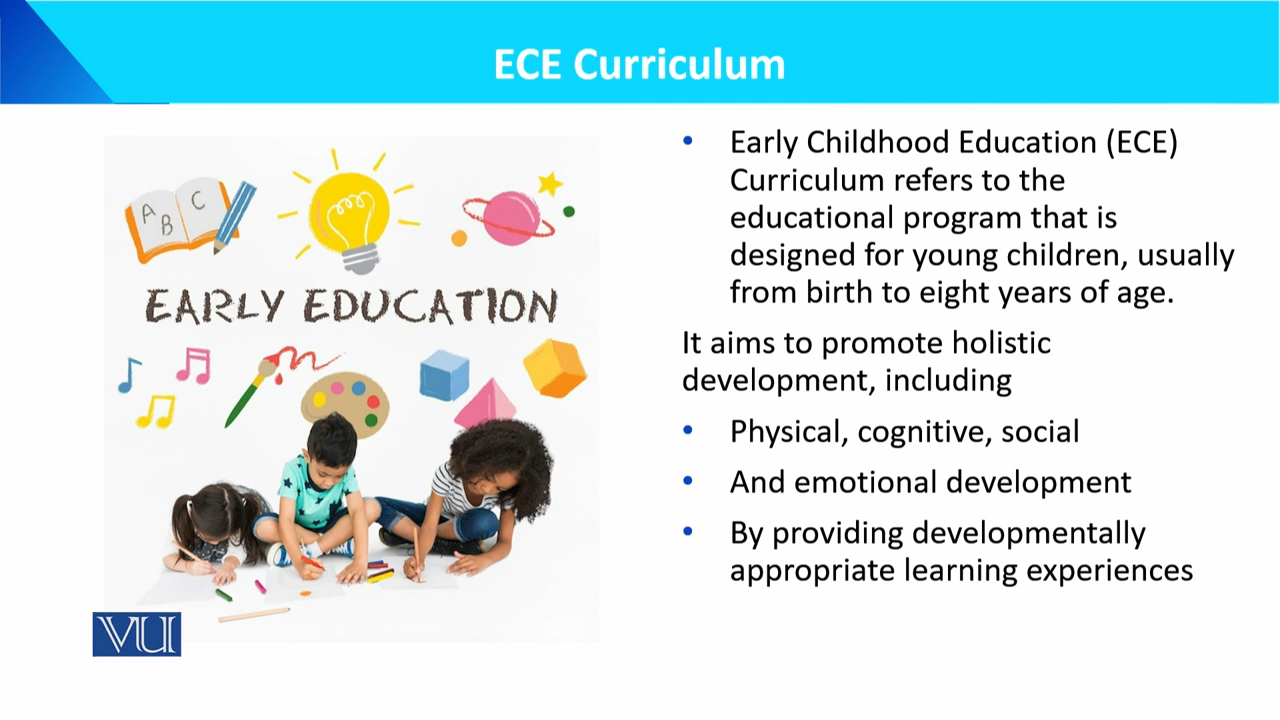 ECE Curriculum
A B C
EARLY EDUCATION
VU
• Early Childhood Education (ECE)
Curriculum refers to the
educational program that is
designed for young children, usually
from birth to eight years of age.
It aims to promote holistic
development, including
• Physical, cognitive, social
• And emotional development
• By providing developmentally
appropriate learning experiences